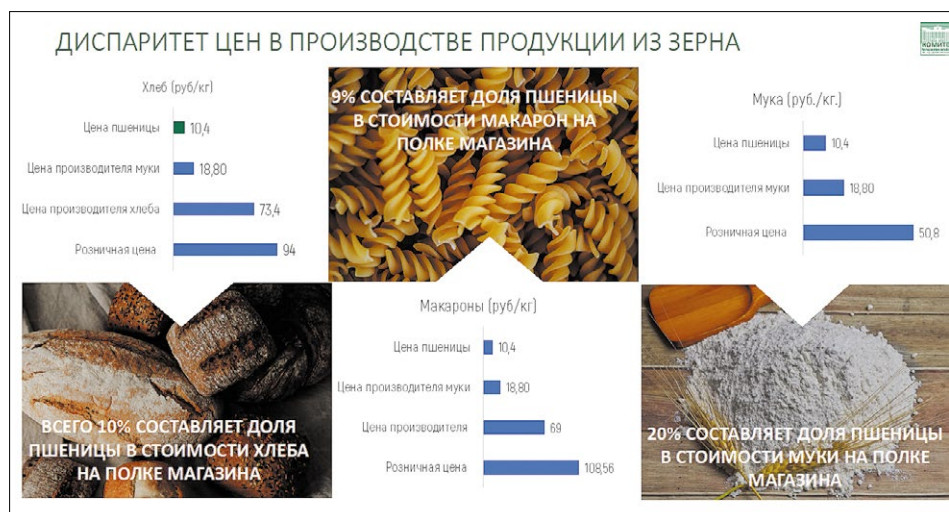 ДИСПАРИТЕТ ЦЕН В ПРОИЗВОДСТВЕ ПРОДУКЦИИ ИЗ ЗЕРНА
КОМИТЕТ
Хлеб (руб/кг)
Цена пшеницы 10,4
Цена производителя муки 18,80
Цена производителя хлеба 73,4
Розничная цена 94
9% СОСТАВЛЯЕТ ДОЛЯ ПШЕНИЦЫ
В СТОИМОСТИ МАКАРОН НА
ПОЛКЕ МАГАЗИНА
Мука (руб./кг.)
Цена пшеницы 10,4
Цена производителя муки 18,80
Розничная цена 50,8
ВСЕГО 10% СОСТАВЛЯЕТ ДОЛЯ
ПШЕНИЦЫ В СТОИМОСТИ ХЛЕБА
НА ПОЛКЕ МАГАЗИНА
Макароны (руб/кг)
Цена пшеницы 10,4
Цена производителя муки 18,80
Цена производителя 69
Розничная цена 108,56
20% СОСТАВЛЯЕТ ДОЛЯ ПШЕНИЦЫ
В СТОИМОСТИ МУКИ НА ПОЛКЕ
МАГАЗИНА